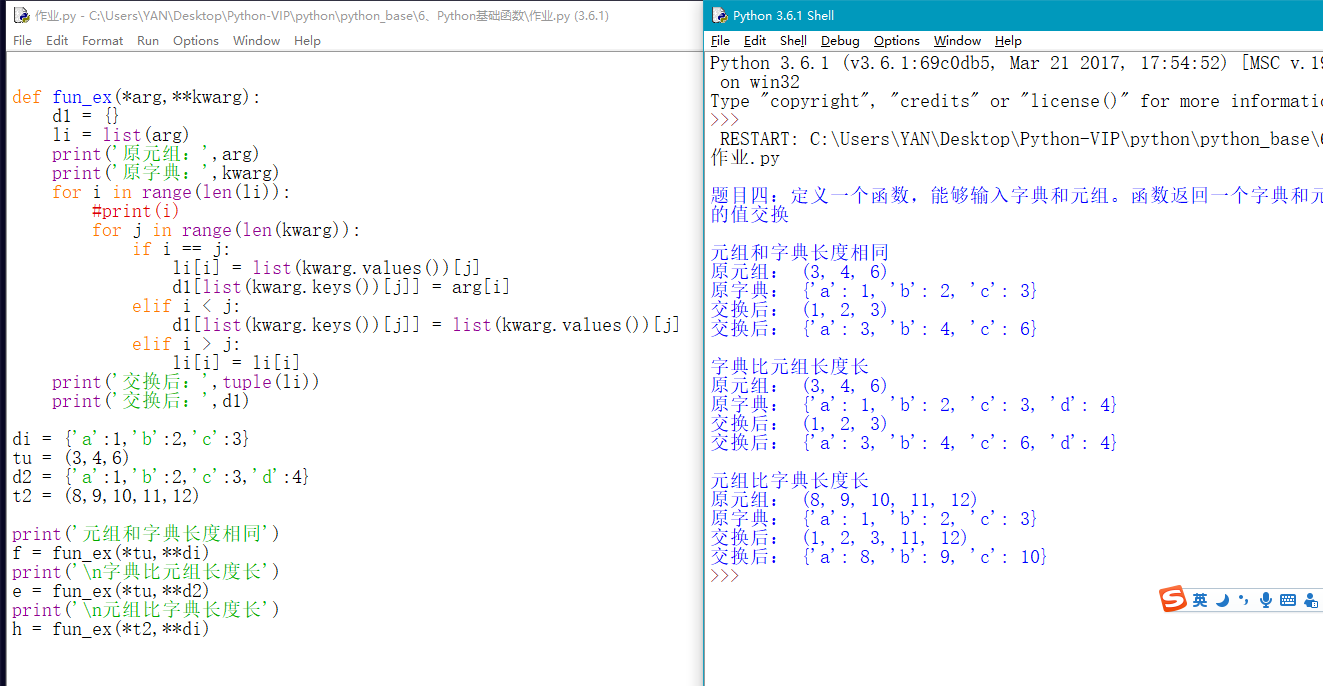 作业.py - C:\Users\YAN\Desktop\Python-VIP\python\python_base\6、Python基础函数\作业.py (3.6.1)
File Edit Format Run Options Window Help
def fun_ex(*arg,**kwarg):
    d1 = {}
    li = list(arg)
    print('原元组：',arg)
    print('原字典：',kwarg)
    for i in range(len(li)):
        #print(i)
        for j in range(len(kwarg)):
            if i == j:
                li[i] = list(kwarg.values())[j]
                d1[list(kwarg.keys())[j]] = arg[i]
            elif i < j:
                d1[list(kwarg.keys())[j]] = list(kwarg.values())[j]
            elif i > j:
                li[i] = li[i]
    print('交换后：',tuple(li))
    print('交换后：',d1)
di = {'a':1,'b':2,'c':3}
tu = (3,4,6)
d2 = {'a':1,'b':2,'c':3,'d':4}
t2 = (8,9,10,11,12)
print('元组和字典长度相同')
f = fun_ex(*tu,**di)
print('\n字典比元组长度长')
e = fun_ex(*tu,**d2)
print('\n元组比字典长度长')
h = fun_ex(*t2,**di)
Python 3.6.1 Shell
File Edit Shell Debug Options Window Help
Python 3.6.1 (v3.6.1:69c0db5, Mar 21 2017, 17:54:52) [MSC v.19
 on win32
Type "copyright", "credits" or "license()" for more informatio
>>>
 RESTART: C:\Users\YAN\Desktop\Python-VIP\python\python_base\6
作业.py
题目四：定义一个函数，能够输入字典和元组。函数返回一个字典和元
的值交换
元组和字典长度相同
原元组： (3, 4, 6)
原字典： {'a': 1, 'b': 2, 'c': 3}
交换后： (1, 2, 3)
交换后： {'a': 3, 'b': 4, 'c': 6}
字典比元组长度长
原元组： (3, 4, 6)
原字典： {'a': 1, 'b': 2, 'c': 3, 'd': 4}
交换后： (1, 2, 3)
交换后： {'a': 3, 'b': 4, 'c': 6, 'd': 4}
元组比字典长度长
原元组： (8, 9, 10, 11, 12)
原字典： {'a': 1, 'b': 2, 'c': 3}
交换后： (1, 2, 3, 11, 12)
交换后： {'a': 8, 'b': 9, 'c': 10}
>>>
S 英